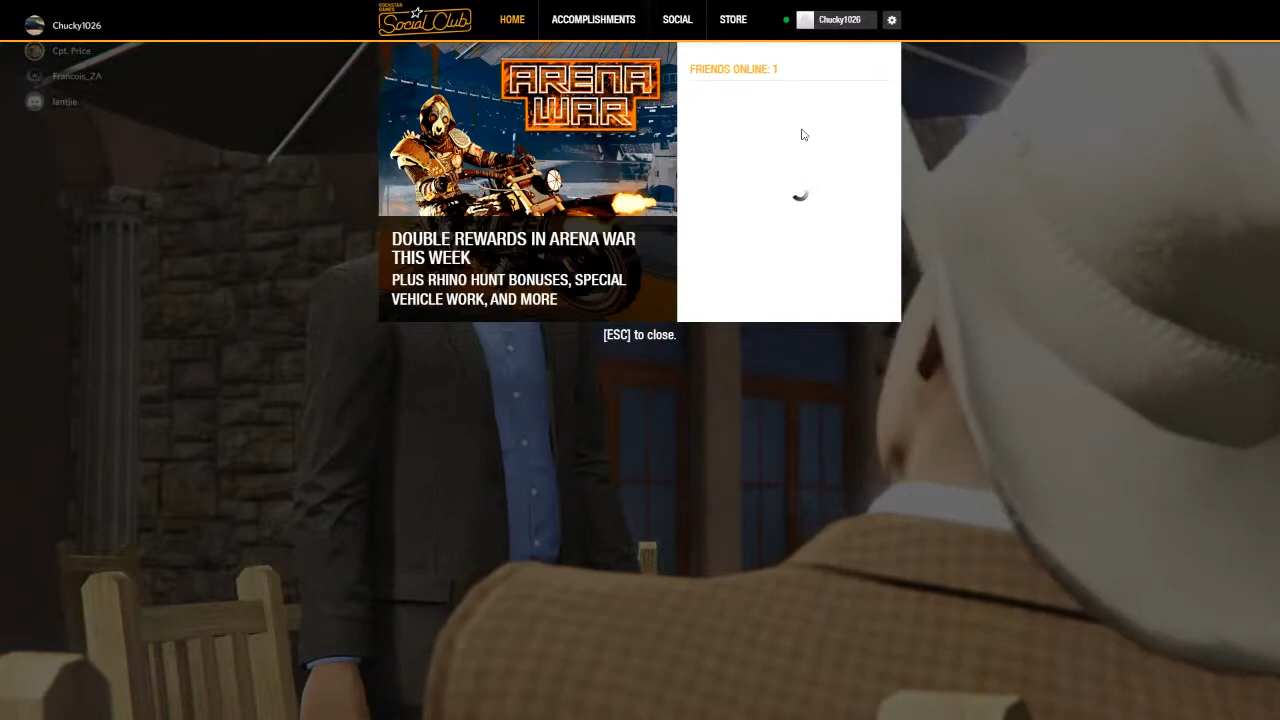 Chucky1026
Cpt. Price
Francois_ZA
lantjie
ROCKSTAR
GAMES
Social Club
HOME
ACCOMPLISHMENTS
SOCIAL
STORE
Chucky1026
ARENA
WAR
DOUBLE REWARDS IN ARENA WAR
THIS WEEK
PLUS RHINO HUNT BONUSES, SPECIAL
VEHICLE WORK, AND MORE
FRIENDS ONLINE: 1
[ESC] to close.